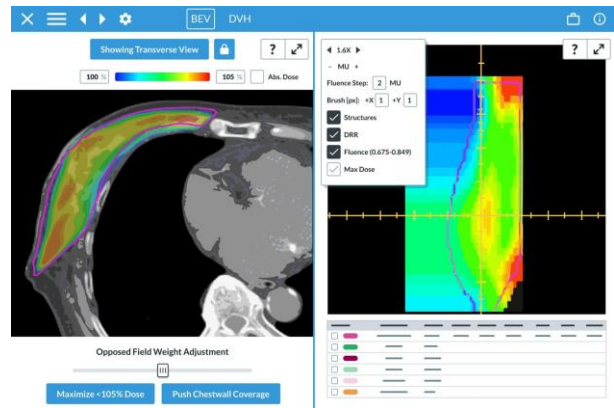 BEV DVH
Showing Transverse View
?
100 % 105 % Abs. Dose
Opposed Field Weight Adjustment
Maximize <105% Dose Push Chestwall Coverage
1.6X
- MU +
Fluence Step: 2 MU
Brush (px): +X 1 +Y 1
Structures
DRR
Fluence (0.675-0.849)
Max Dose
?